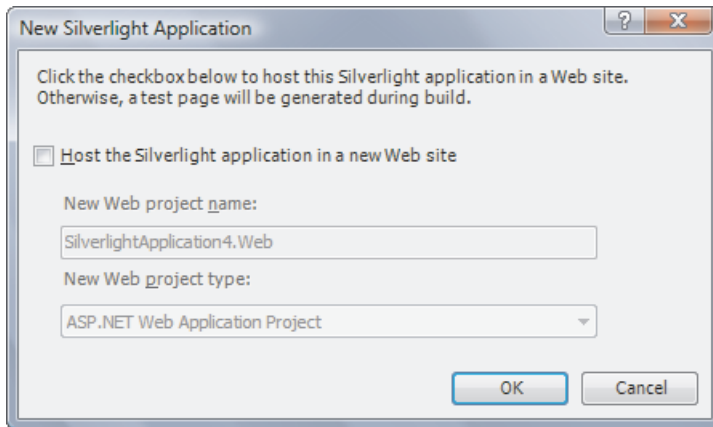 New Silverlight Application
?
X
Click the checkbox below to host this Silverlight application in a Web site.
Otherwise, a test page will be generated during build.
Host the Silverlight application in a new Web site
New Web project name:
SilverlightApplication4.Web
New Web project type:
ASP.NET Web Application Project
OK Cancel